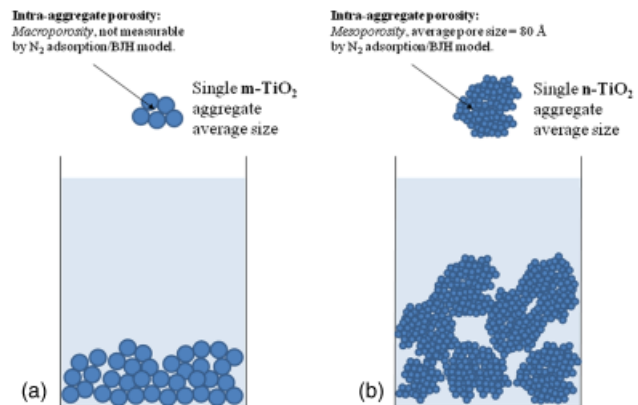 Intra-aggregate porosity:
Macroporosity, not measurable
by N₂ adsorption/BJH model.
Single m-TiO₂
aggregate
average size
(a)
Intra-aggregate porosity:
Mesoporosity, average pore size = 80 Å
by N₂ adsorption/BJH model.
Single n-TiO₂
aggregate
average size
(b)